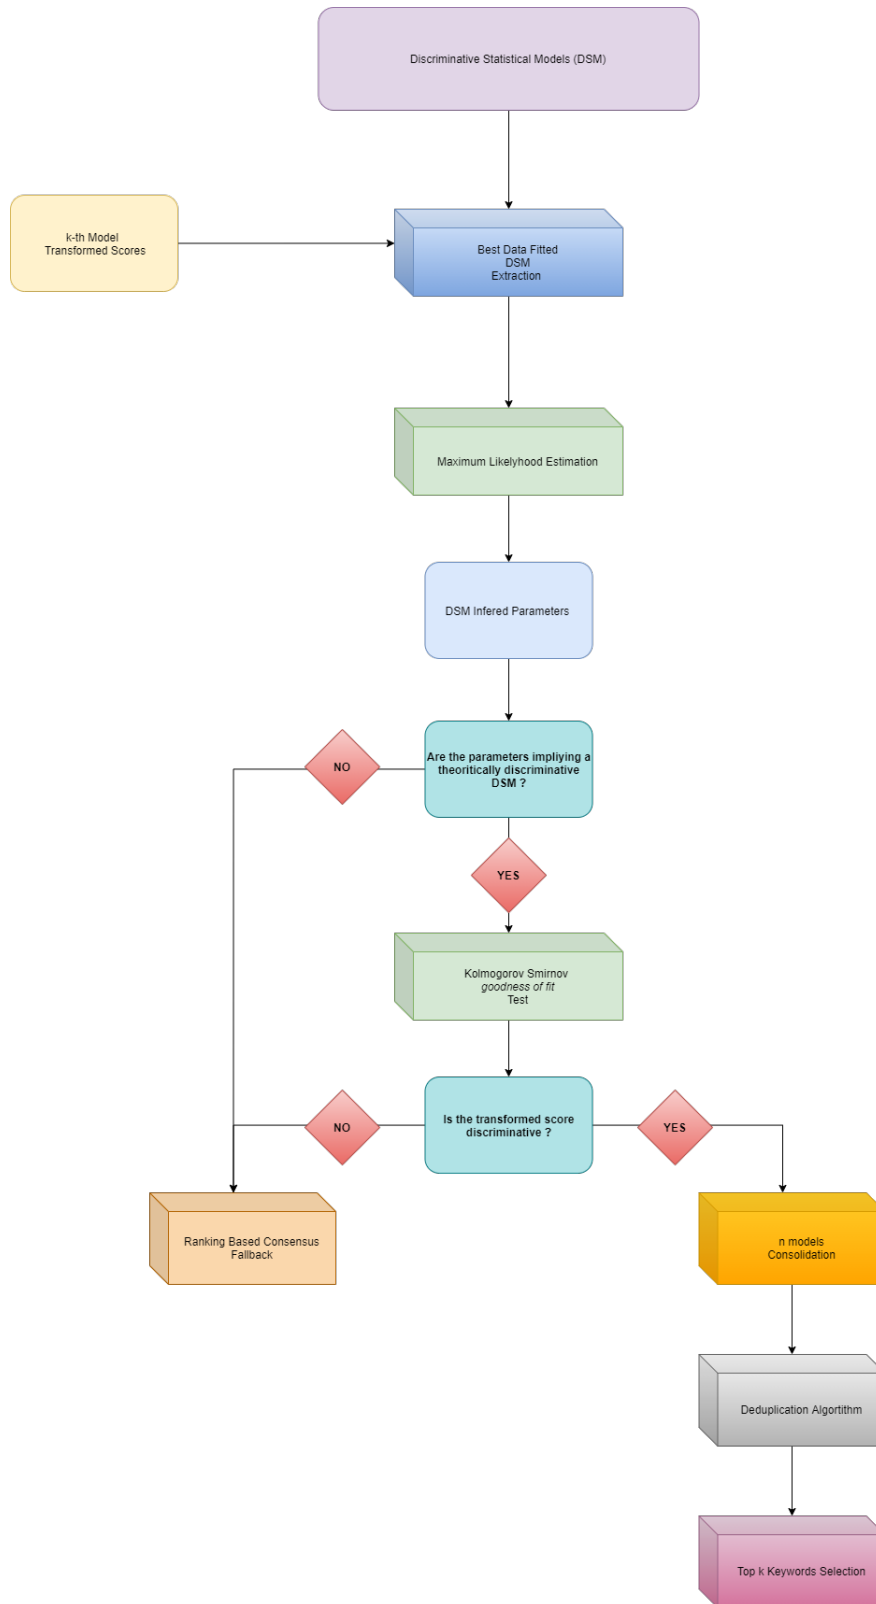 Discriminative Statistical Models (DSM)
k-th Model
Transformed Scores
Best Data Fitted
DSM
Extraction
Maximum Likelyhood Estimation
DSM Infered Parameters
Are the parameters impliying a
theoritically discriminative
DSM ?
NO
YES
Kolmogorov Smirnov
goodness of fit
Test
Is the transformed score
discriminative ?
NO
YES
Ranking Based Consensus
Fallback
n models
Consolidation
Deduplication Algortithm
Top k Keywords Selection